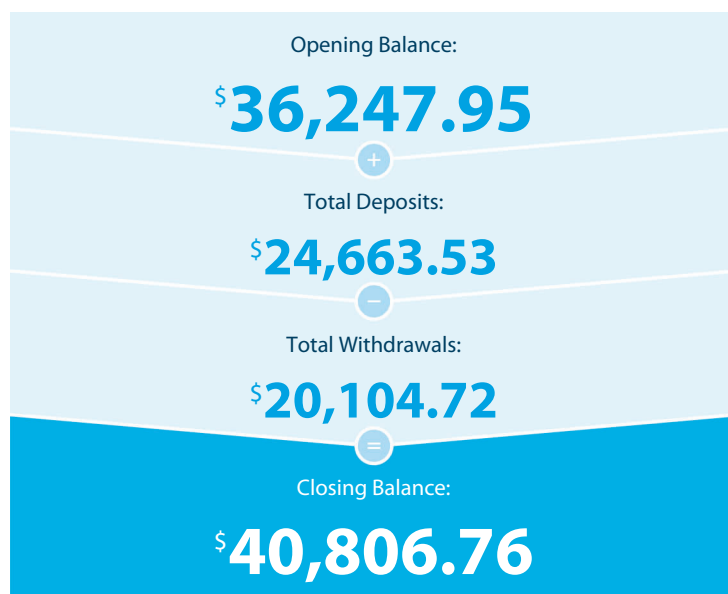 Opening Balance:
$36,247.95
+
Total Deposits:
$24,663.53
−
Total Withdrawals:
$20,104.72
=
Closing Balance:
$40,806.76